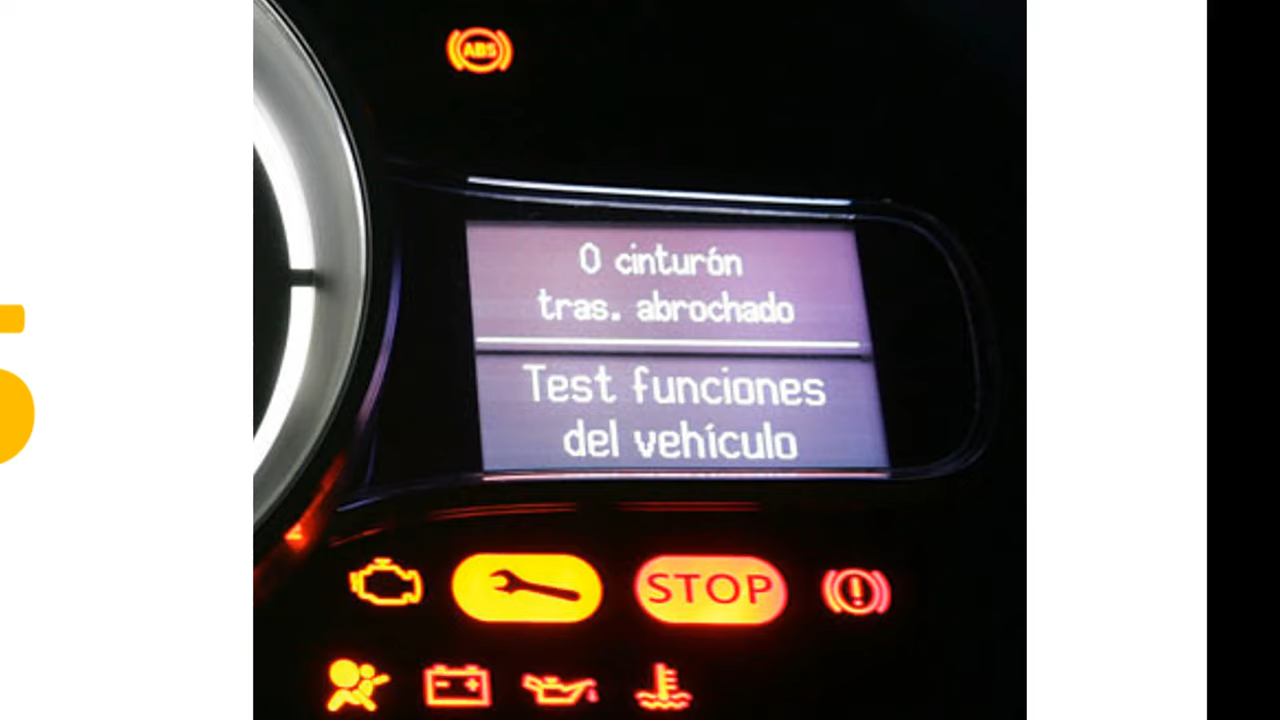 ABS
0 cinturón
tras. abrochado
Test funciones
del vehículo
STOP